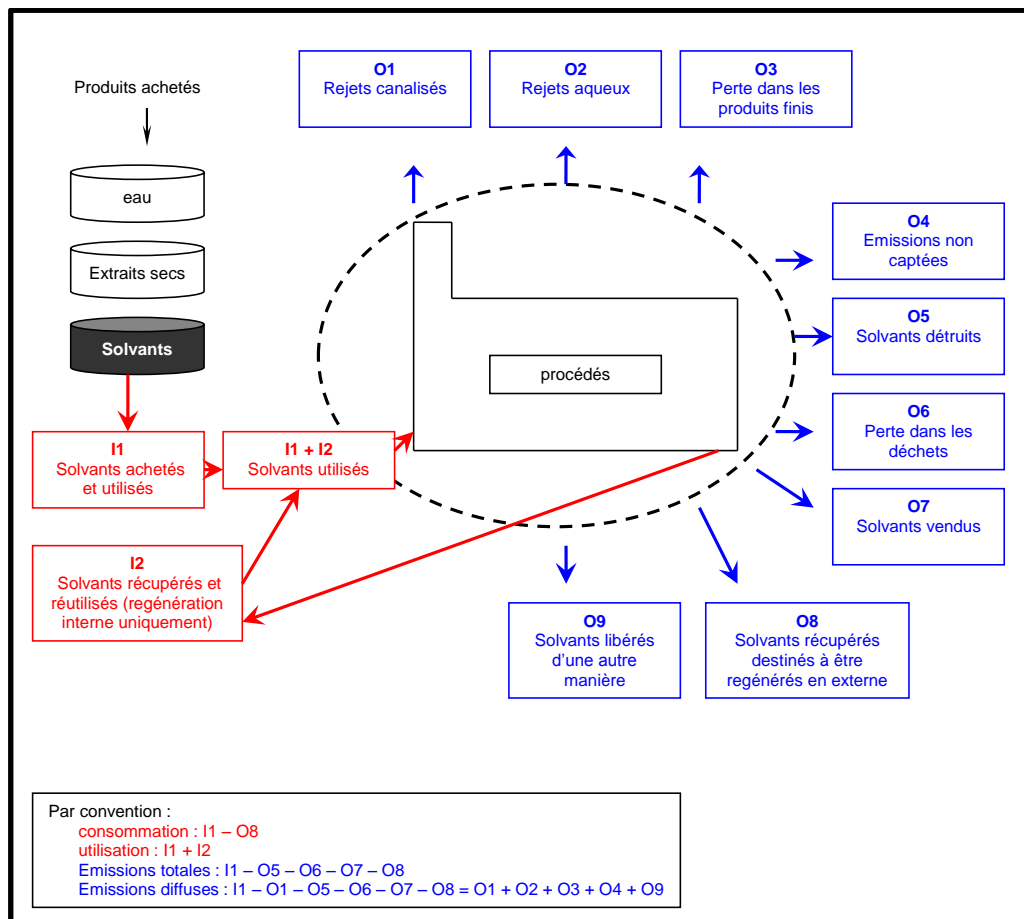 Produits achetés
eau
Extraits secs
Solvants
I1
Solvants achetés
et utilisés
I1 + I2
Solvants utilisés
I2
Solvants récupérés et
réutilisés (regénération
interne uniquement)
procédés
O1
Rejets canalisés
O2
Rejets aqueux
O3
Perte dans les
produits finis
O4
Emissions non
captées
O5
Solvants détruits
O6
Perte dans les
déchets
O7
Solvants vendus
O8
Solvants récupérés
destinés à être
regénérés en externe
O9
Solvants libérés
d'une autre
manière
Par convention :
consommation : I1 – O8
utilisation : I1 + I2
Emissions totales : I1 – O5 – O6 – O7 – O8
Emissions diffuses : I1 – O1 – O5 – O6 – O7 – O8 = O1 + O2 + O3 + O4 + O9